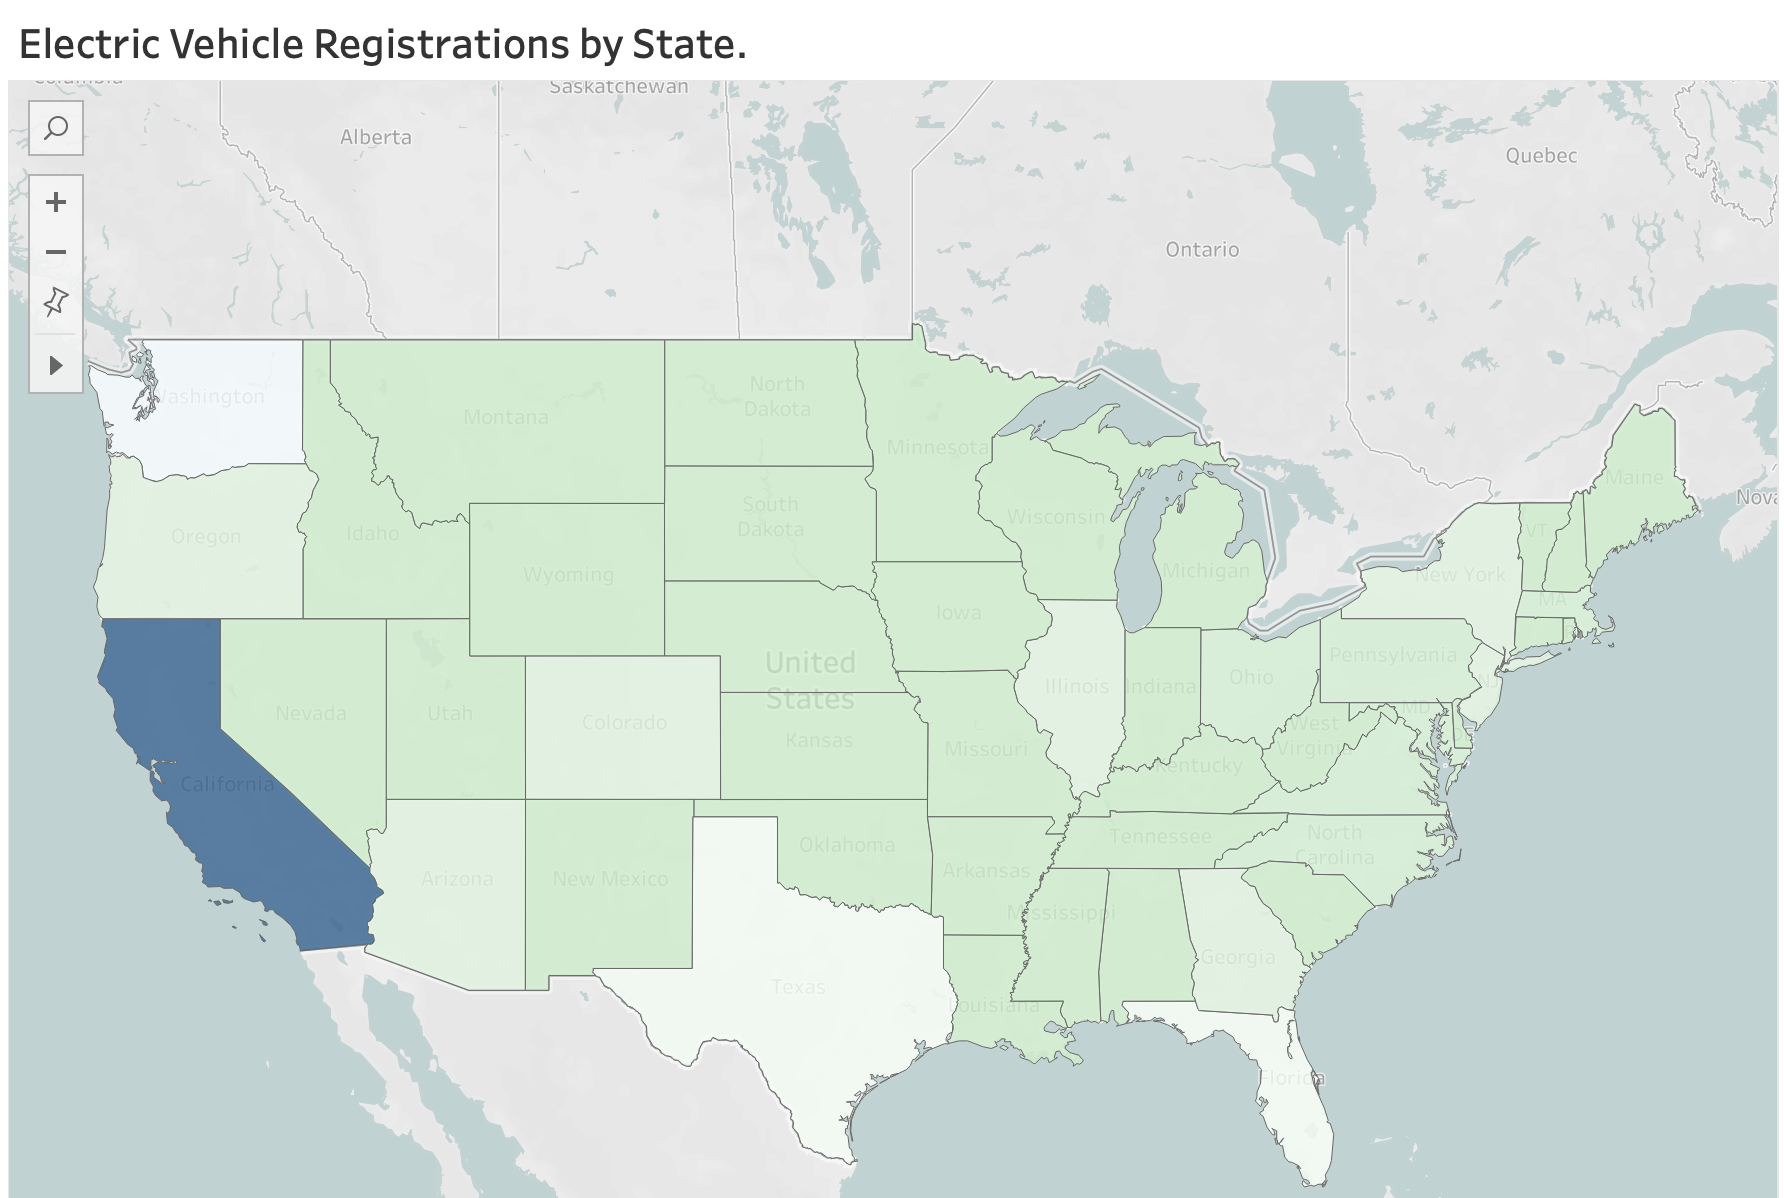 Electric Vehicle Registrations by State.
Columbia
Saskatchewan
Alberta
Quebec
Ontario
Washington
North
Dakota
Montana
Minnesota
Maine
Nova
South
Dakota
Wisconsin
Oregon
Idaho
VT
Wyoming
Michigan
New York
MA
Iowa
United
States
Pennsylvania
Ohio
Illinois
Indiana
NJ
Nevada
Utah
Colorado
MD
West
Virginia
DE
Kansas
Missouri
Kentucky
California
North
Carolina
Tennessee
Oklahoma
Arkansas
Arizona
New Mexico
Mississippi
Georgia
Texas
Louisiana
Florida